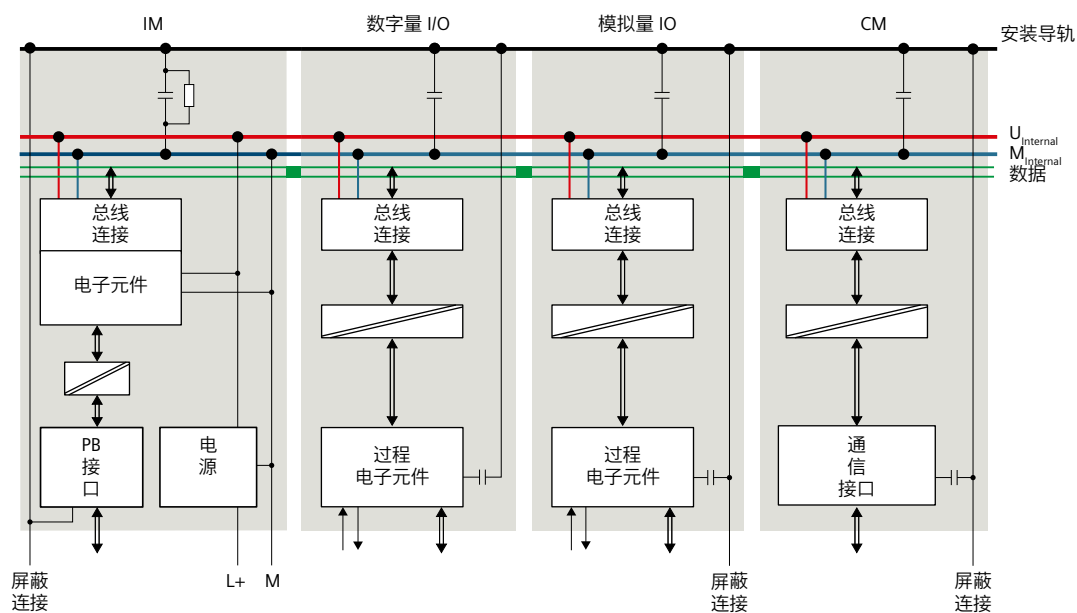 IM
数字量 I/O
模拟量 IO
CM
安装导轨
UInternal
MInternal
数据
总线
连接
电子元件
PB
接
口
电
源
总线
连接
过程
电子元件
总线
连接
过程
电子元件
总线
连接
通
信
接口
屏蔽
连接
L+
M
屏蔽
连接
屏蔽
连接